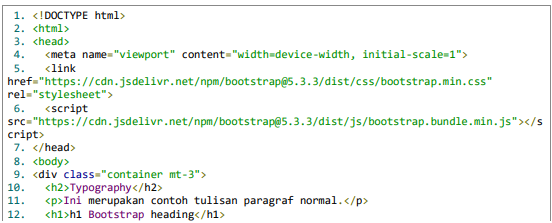 1. <!DOCTYPE html>
2. <html>
3. <head>
4.   <meta name="viewport" content="width=device-width, initial-scale=1">
5.   <link
href="https://cdn.jsdelivr.net/npm/bootstrap@5.3.3/dist/css/bootstrap.min.css"
rel="stylesheet">
6.   <script
src="https://cdn.jsdelivr.net/npm/bootstrap@5.3.3/dist/js/bootstrap.bundle.min.js"></s
cript>
7. </head>
8. <body>
9. <div class="container mt-3">
10.   <h2>Typography</h2>
11.   <p>Ini merupakan contoh tulisan paragraf normal.</p>
12.   <h1>h1 Bootstrap heading</h1>